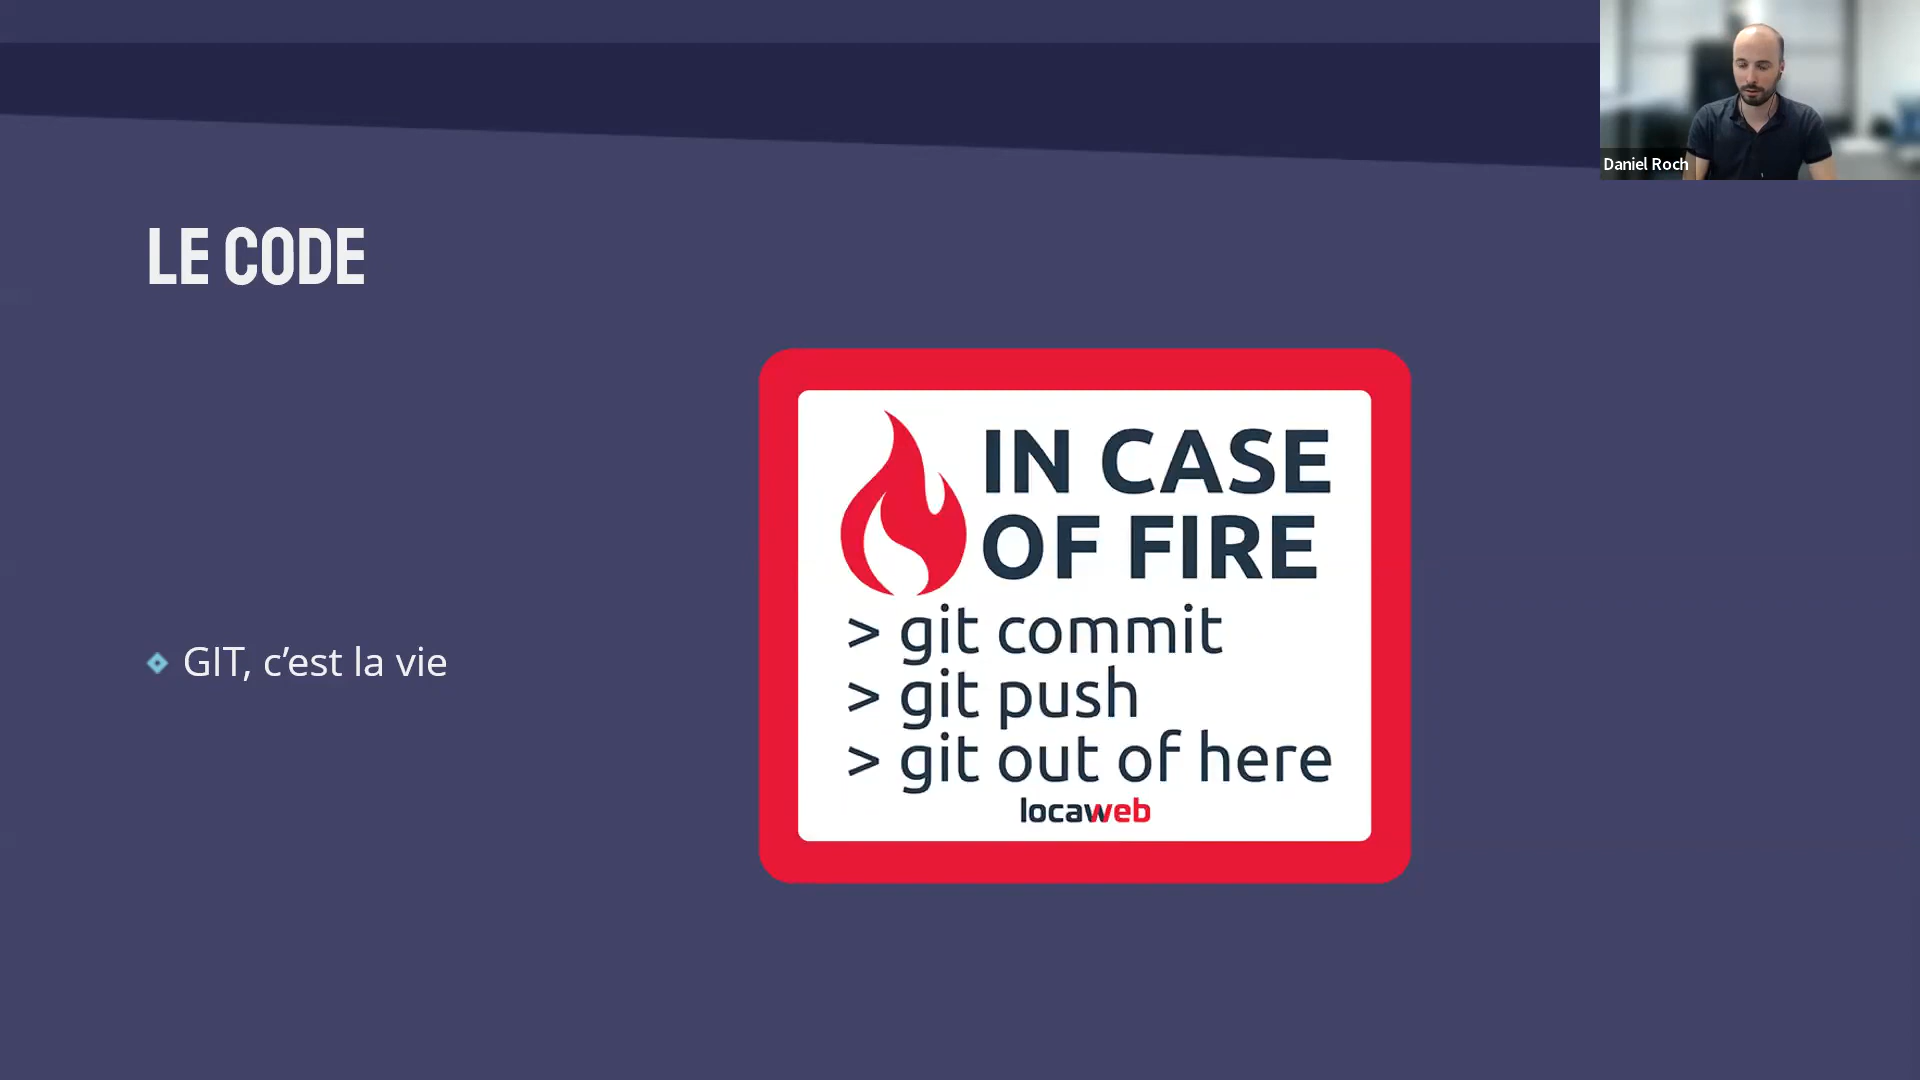 Daniel Roch
LE CODE
GIT, c’est la vie
IN CASE
OF FIRE
> git commit
> git push
> git out of here
locaweb